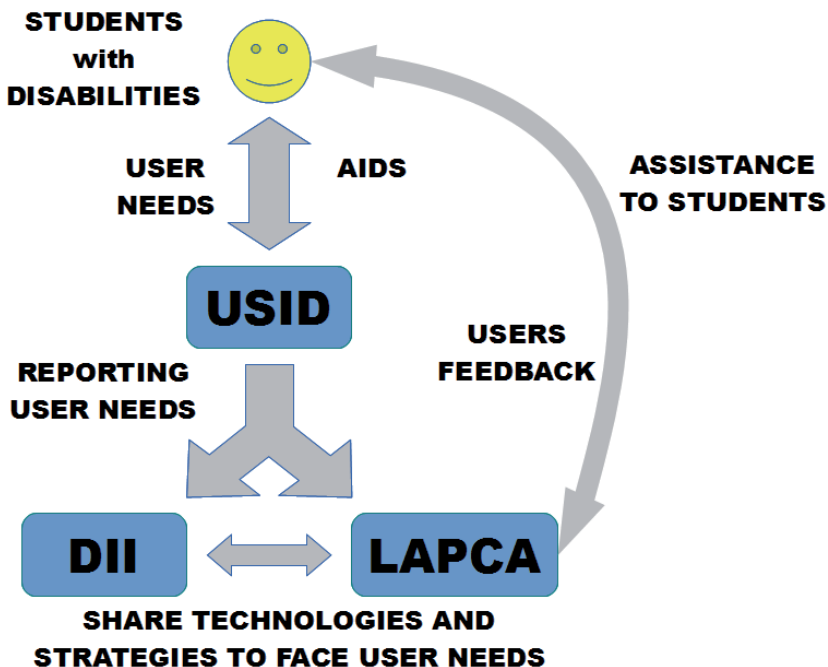 STUDENTS
with
DISABILITIES
USER
NEEDS
AIDS
ASSISTANCE
TO STUDENTS
USID
USERS
FEEDBACK
REPORTING
USER NEEDS
DII
LAPCA
SHARE TECHNOLOGIES AND
STRATEGIES TO FACE USER NEEDS